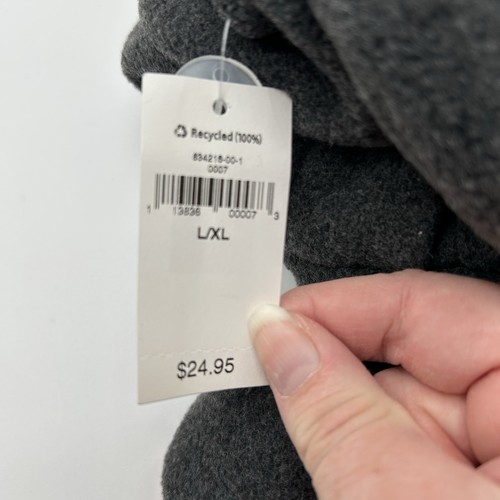 Recycled (100%)
834218-00-1
0007
1 13836 00007 3
L/XL
$24.95